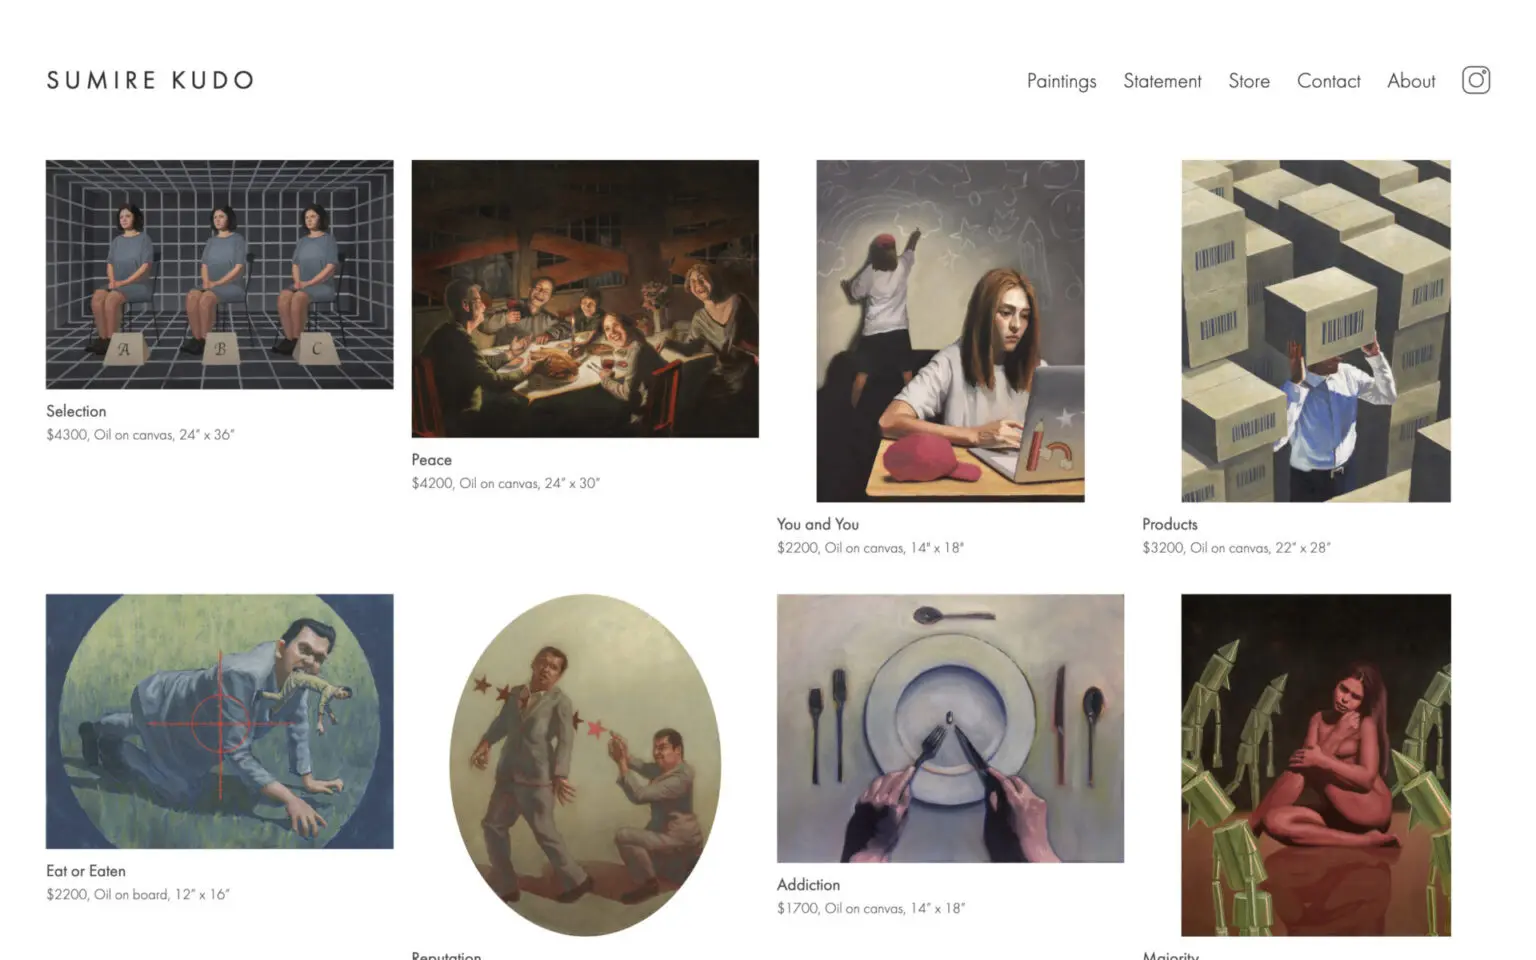 SUMIRE KUDO
Paintings Statement Store Contact About
A B C
Selection
$4300, Oil on canvas, 24” x 36”
Peace
$4200, Oil on canvas, 24” x 30”
You and You
$2200, Oil on canvas, 14" x 18"
Products
$3200, Oil on canvas, 22” x 28”
Eat or Eaten
$2200, Oil on board, 12” x 16”
Reputation
Addiction
$1700, Oil on canvas, 14” x 18”
Majority